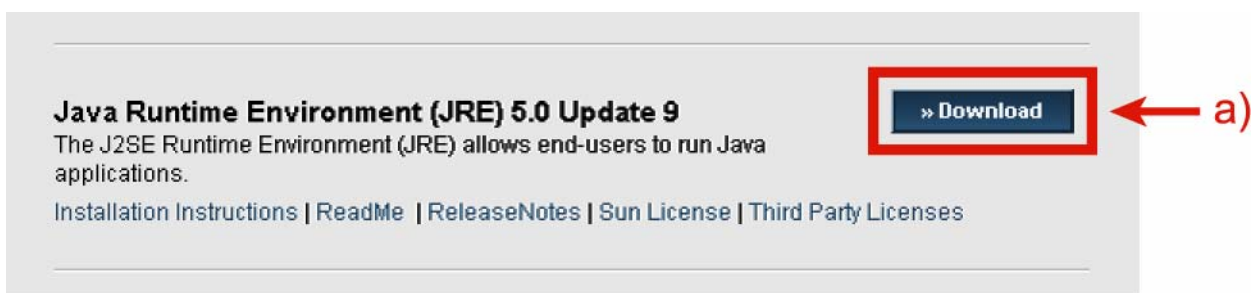 Java Runtime Environment (JRE) 5.0 Update 9
» Download
a)
The J2SE Runtime Environment (JRE) allows end-users to run Java
applications.
Installation Instructions | ReadMe | ReleaseNotes | Sun License | Third Party Licenses